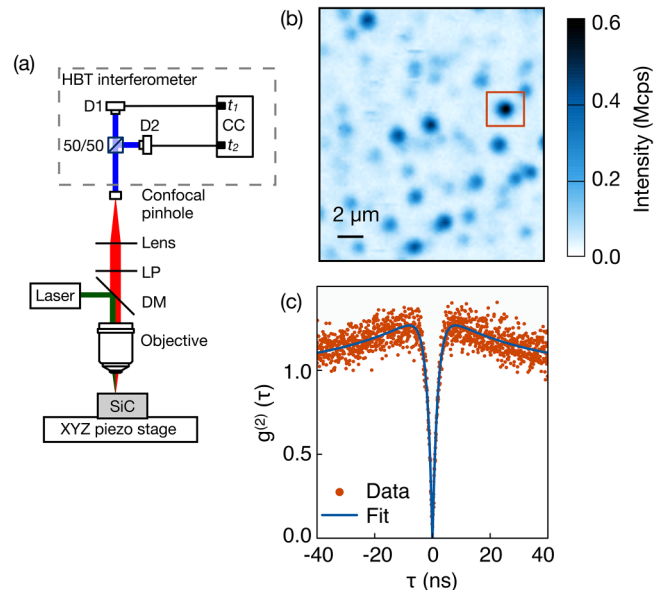 (a)
HBT interferometer
D1
t1
D2
CC
50/50
t2
Confocal
pinhole
Lens
LP
Laser
DM
Objective
SiC
XYZ piezo stage
(b)
2 μm
0.6
0.4
0.2
0.0
Intensity (Mcps)
(c)
g(2) (τ)
1.0
0.5
0.0
Data
Fit
-40 -20 0 20 40
τ (ns)